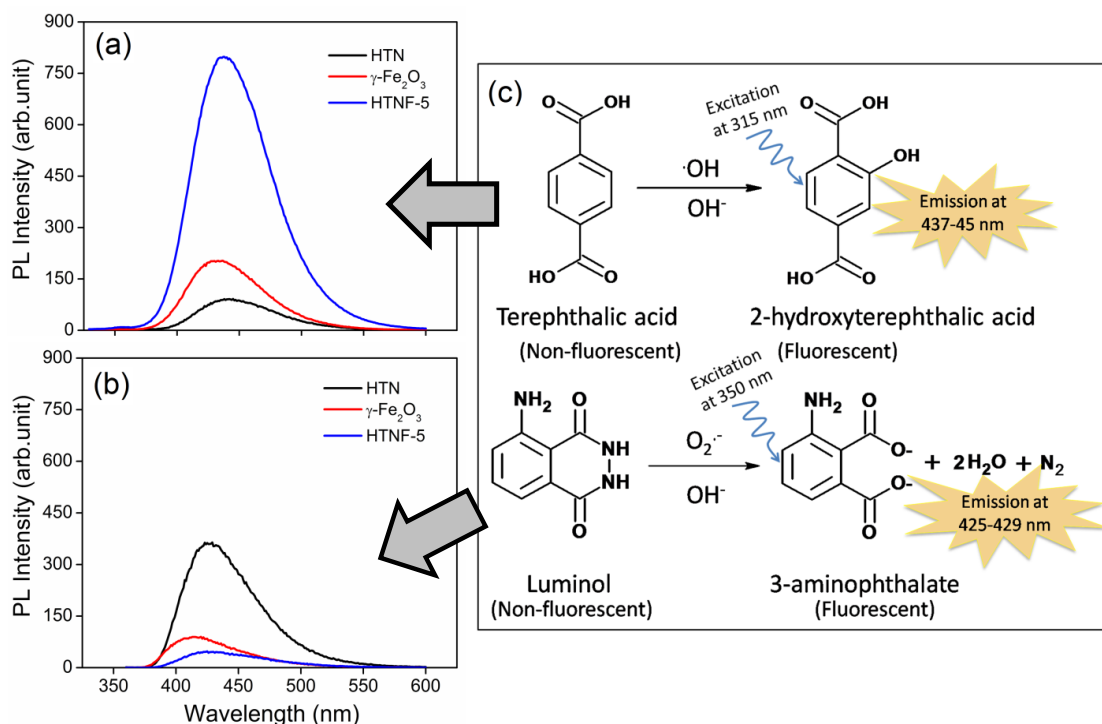 (a)
HTN
γ-Fe2O3
HTNF-5
PL Intensity (arb.unit)
900
750
600
450
300
150
0
(b)
HTN
γ-Fe2O3
HTNF-5
PL Intensity (arb.unit)
900
750
600
450
300
150
0
350 400 450 500 550 600
Wavelength (nm)
(c)
O OH
HO O
Terephthalic acid
(Non-fluorescent)
·OH
OH-
Excitation
at 315 nm
O OH
OH
HO O
Emission at
437-45 nm
2-hydroxyterephthalic acid
(Fluorescent)
NH2 O
NH
NH
O
Luminol
(Non-fluorescent)
O2·-
OH-
Excitation
at 350 nm
NH2 O
O-
O-
O
+ 2H2O + N2
Emission at
425-429 nm
3-aminophthalate
(Fluorescent)